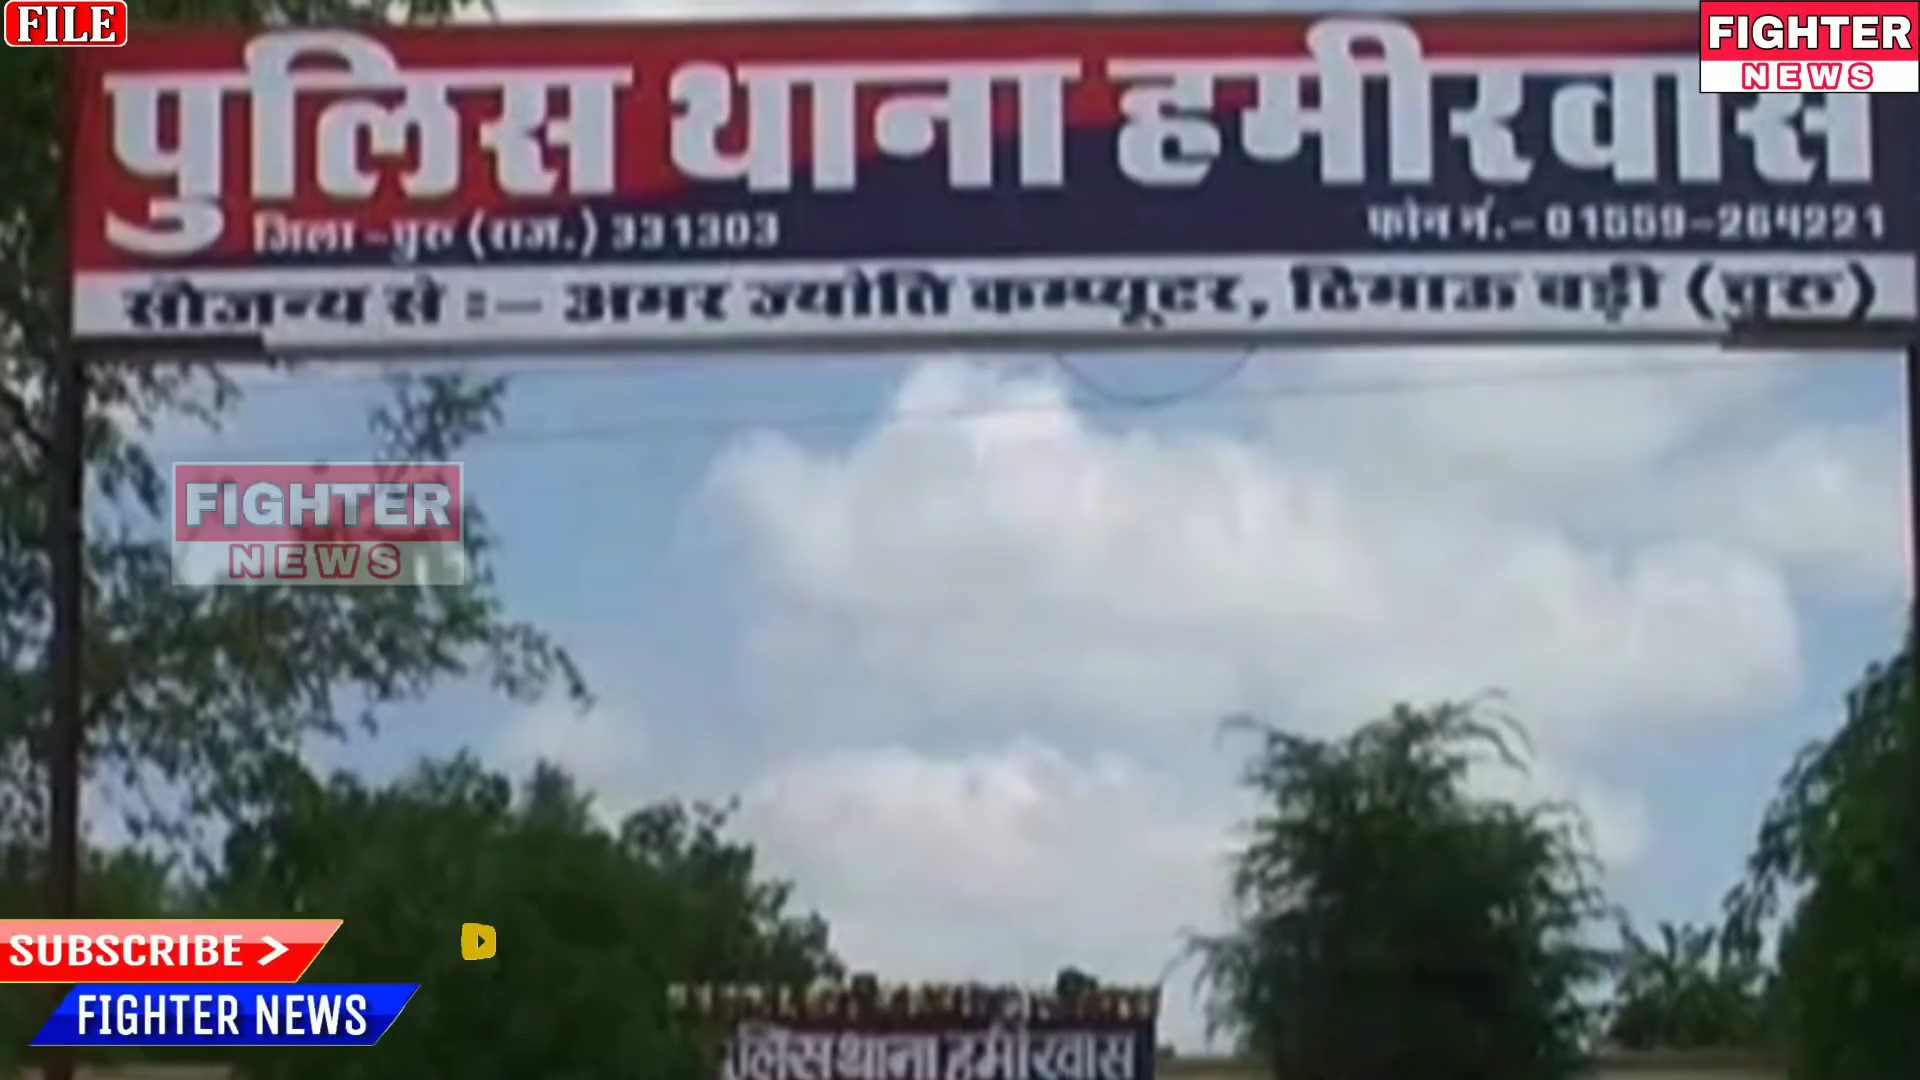 FILE
FIGHTER
NEWS
पुलिस थाना हमीरवास
जिला-चुरु (राज.) 331303
फोन नं.-01559-264221
सौजन्य से :- अमर ज्योति कम्प्यूटर, ढिगारु बड़ी (चुरु)
FIGHTER
NEWS
SUBSCRIBE >
FIGHTER NEWS
पुलिस थाना हमीरवास